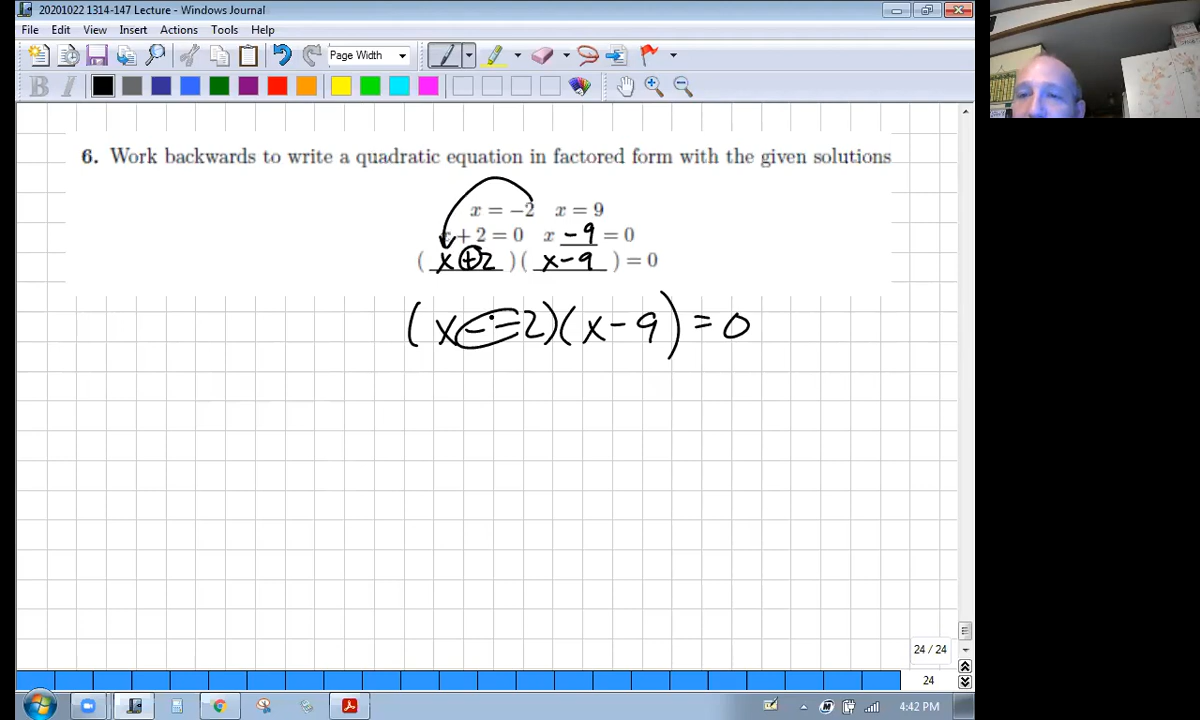 20201022 1314-147 Lecture - Windows Journal
File Edit View Insert Actions Tools Help
Page Width
B I
6. Work backwards to write a quadratic equation in factored form with the given solutions
x = −2 x = 9
+ 2 = 0 x −9 = 0
( x+2 )( x−9 ) = 0
(x − −2)(x − 9) = 0
24 / 24
24
4:42 PM